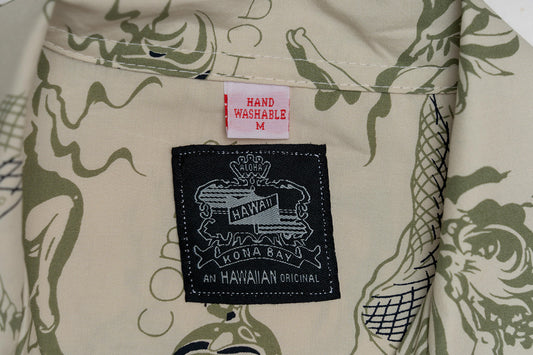 HAND
WASHABLE
M
ALOHA
HAWAII
KONA BAY
AN HAWAIIAN ORIGINAL